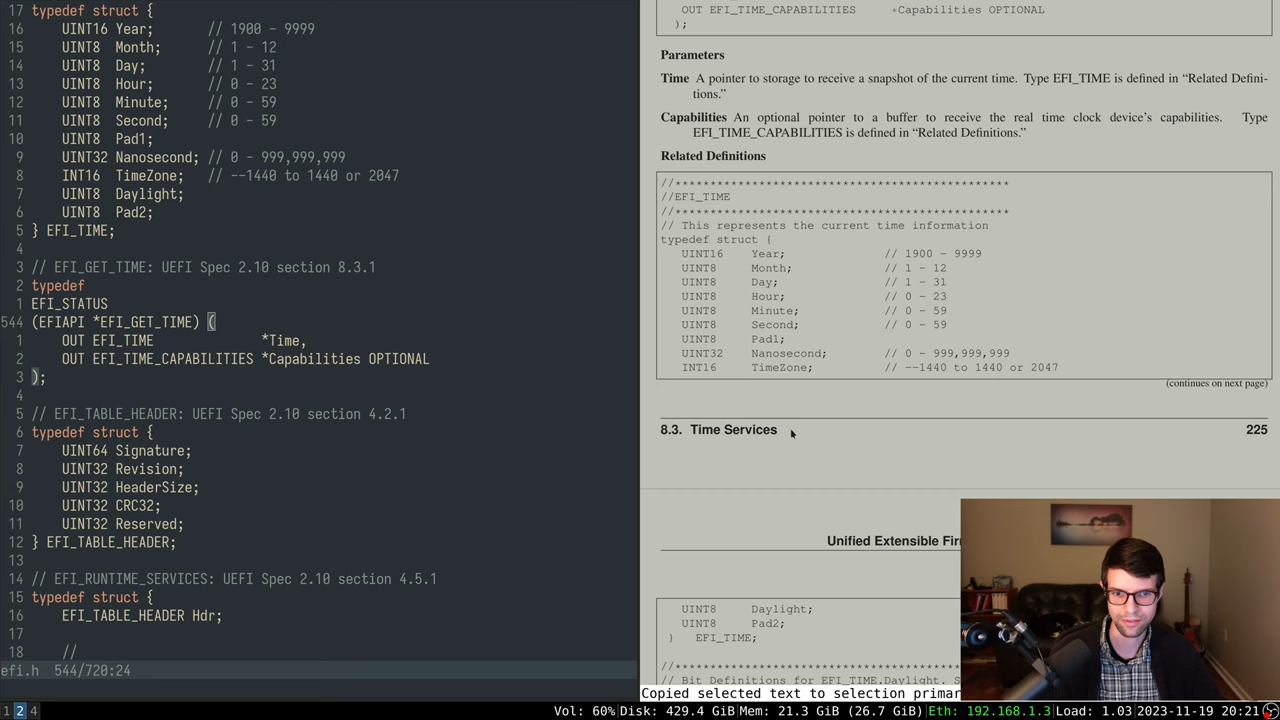 17 typedef struct {
16 UINT16 Year; // 1900 - 9999
15 UINT8 Month; // 1 - 12
14 UINT8 Day; // 1 - 31
13 UINT8 Hour; // 0 - 23
12 UINT8 Minute; // 0 - 59
11 UINT8 Second; // 0 - 59
10 UINT8 Pad1;
9 UINT32 Nanosecond; // 0 - 999,999,999
8 INT16 TimeZone; // --1440 to 1440 or 2047
7 UINT8 Daylight;
6 UINT8 Pad2;
5 } EFI_TIME;
4
3 // EFI_GET_TIME: UEFI Spec 2.10 section 8.3.1
2 typedef
1 EFI_STATUS
544 (EFIAPI *EFI_GET_TIME) (
1 OUT EFI_TIME *Time,
2 OUT EFI_TIME_CAPABILITIES *Capabilities OPTIONAL
3 );
4
5 // EFI_TABLE_HEADER: UEFI Spec 2.10 section 4.2.1
6 typedef struct {
7 UINT64 Signature;
8 UINT32 Revision;
9 UINT32 HeaderSize;
10 UINT32 CRC32;
11 UINT32 Reserved;
12 } EFI_TABLE_HEADER;
13
14 // EFI_RUNTIME_SERVICES: UEFI Spec 2.10 section 4.5.1
15 typedef struct {
16 EFI_TABLE_HEADER Hdr;
17
18 //
efi.h 544/720:24
OUT EFI_TIME_CAPABILITIES *Capabilities OPTIONAL
);
Parameters
Time A pointer to storage to receive a snapshot of the current time. Type EFI_TIME is defined in “Related Defini-
tions.”
Capabilities An optional pointer to a buffer to receive the real time clock device’s capabilities. Type
EFI_TIME_CAPABILITIES is defined in “Related Definitions.”
Related Definitions
//************************************************
//EFI_TIME
//************************************************
// This represents the current time information
typedef struct {
UINT16 Year; // 1900 - 9999
UINT8 Month; // 1 - 12
UINT8 Day; // 1 - 31
UINT8 Hour; // 0 - 23
UINT8 Minute; // 0 - 59
UINT8 Second; // 0 - 59
UINT8 Pad1;
UINT32 Nanosecond; // 0 - 999,999,999
INT16 TimeZone; // --1440 to 1440 or 2047
(continues on next page)
8.3. Time Services 225
Unified Extensible
UINT8 Daylight;
UINT8 Pad2;
} EFI_TIME;
//****************************************
// Bit Definitions for EFI_TIME.Daylight.
Copied selected text to selection
1 2 4 Vol: 60%|Disk: 429.4 GiB|Mem: 21.3 GiB (26.7 GiB)|Eth: 192.168.1.3|Load: 1.03 2023-11-19 20:21